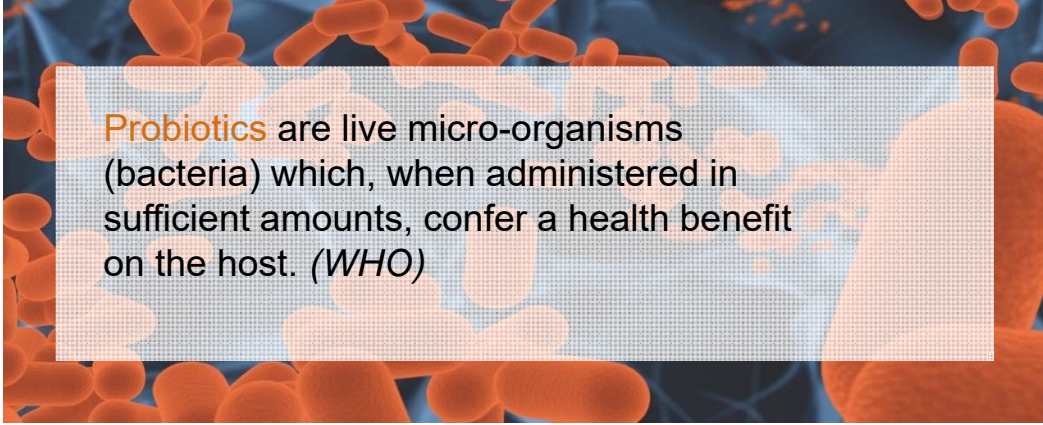 Probiotics are live micro-organisms
(bacteria) which, when administered in
sufficient amounts, confer a health benefit
on the host. (WHO)